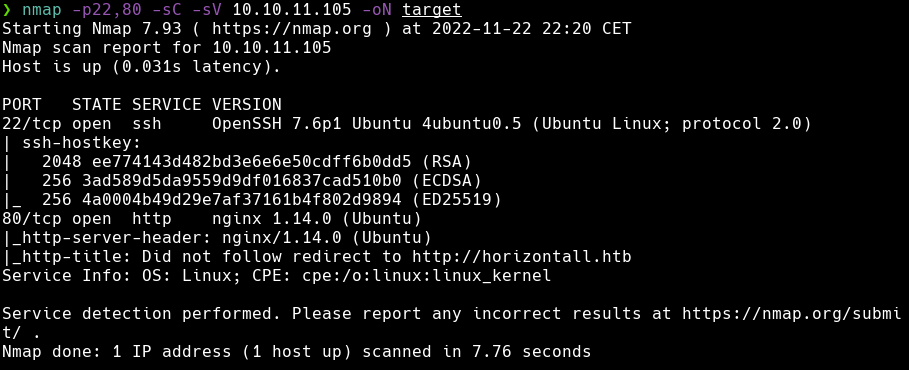 ❯ nmap -p22,80 -sC -sV 10.10.11.105 -oN target
Starting Nmap 7.93 ( https://nmap.org ) at 2022-11-22 22:20 CET
Nmap scan report for 10.10.11.105
Host is up (0.031s latency).

PORT   STATE SERVICE VERSION
22/tcp open  ssh     OpenSSH 7.6p1 Ubuntu 4ubuntu0.5 (Ubuntu Linux; protocol 2.0)
| ssh-hostkey:
|   2048 ee774143d482bd3e6e6e50cdff6b0dd5 (RSA)
|   256 3ad589d5da9559d9df016837cad510b0 (ECDSA)
|_  256 4a0004b49d29e7af37161b4f802d9894 (ED25519)
80/tcp open  http    nginx 1.14.0 (Ubuntu)
|_http-server-header: nginx/1.14.0 (Ubuntu)
|_http-title: Did not follow redirect to http://horizontall.htb
Service Info: OS: Linux; CPE: cpe:/o:linux:linux_kernel

Service detection performed. Please report any incorrect results at https://nmap.org/submi
t/ .
Nmap done: 1 IP address (1 host up) scanned in 7.76 seconds